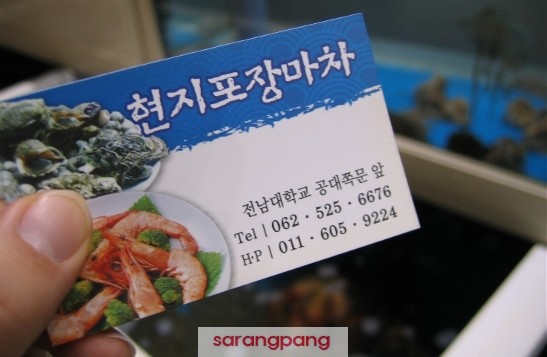 현지포장마차
전남대학교 공대쪽문 앞
Tel | 062 · 525 · 6676
H·P | 011 · 605 · 9224
sarangpang